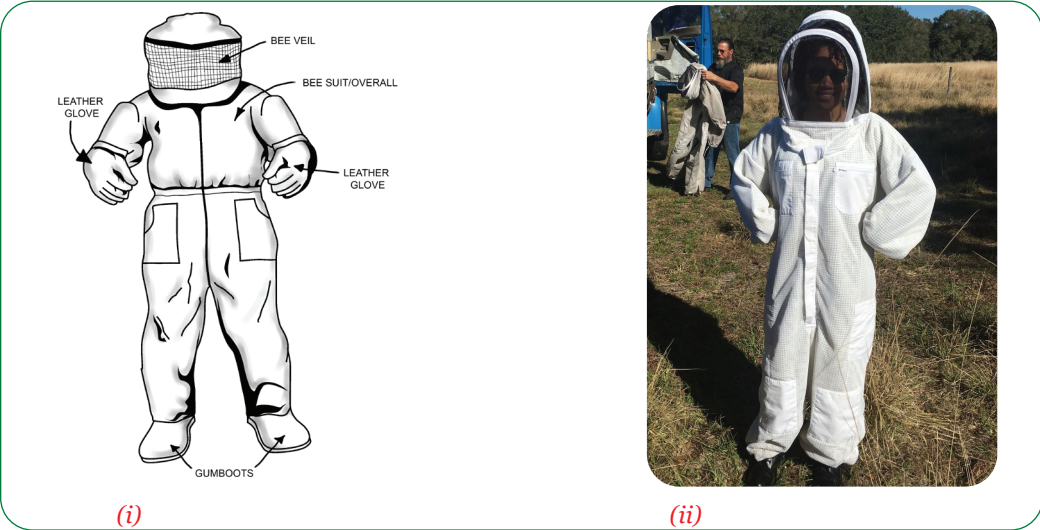 BEE VEIL
BEE SUIT/OVERALL
LEATHER
GLOVE
LEATHER
GLOVE
GUMBOOTS
(i)
(ii)